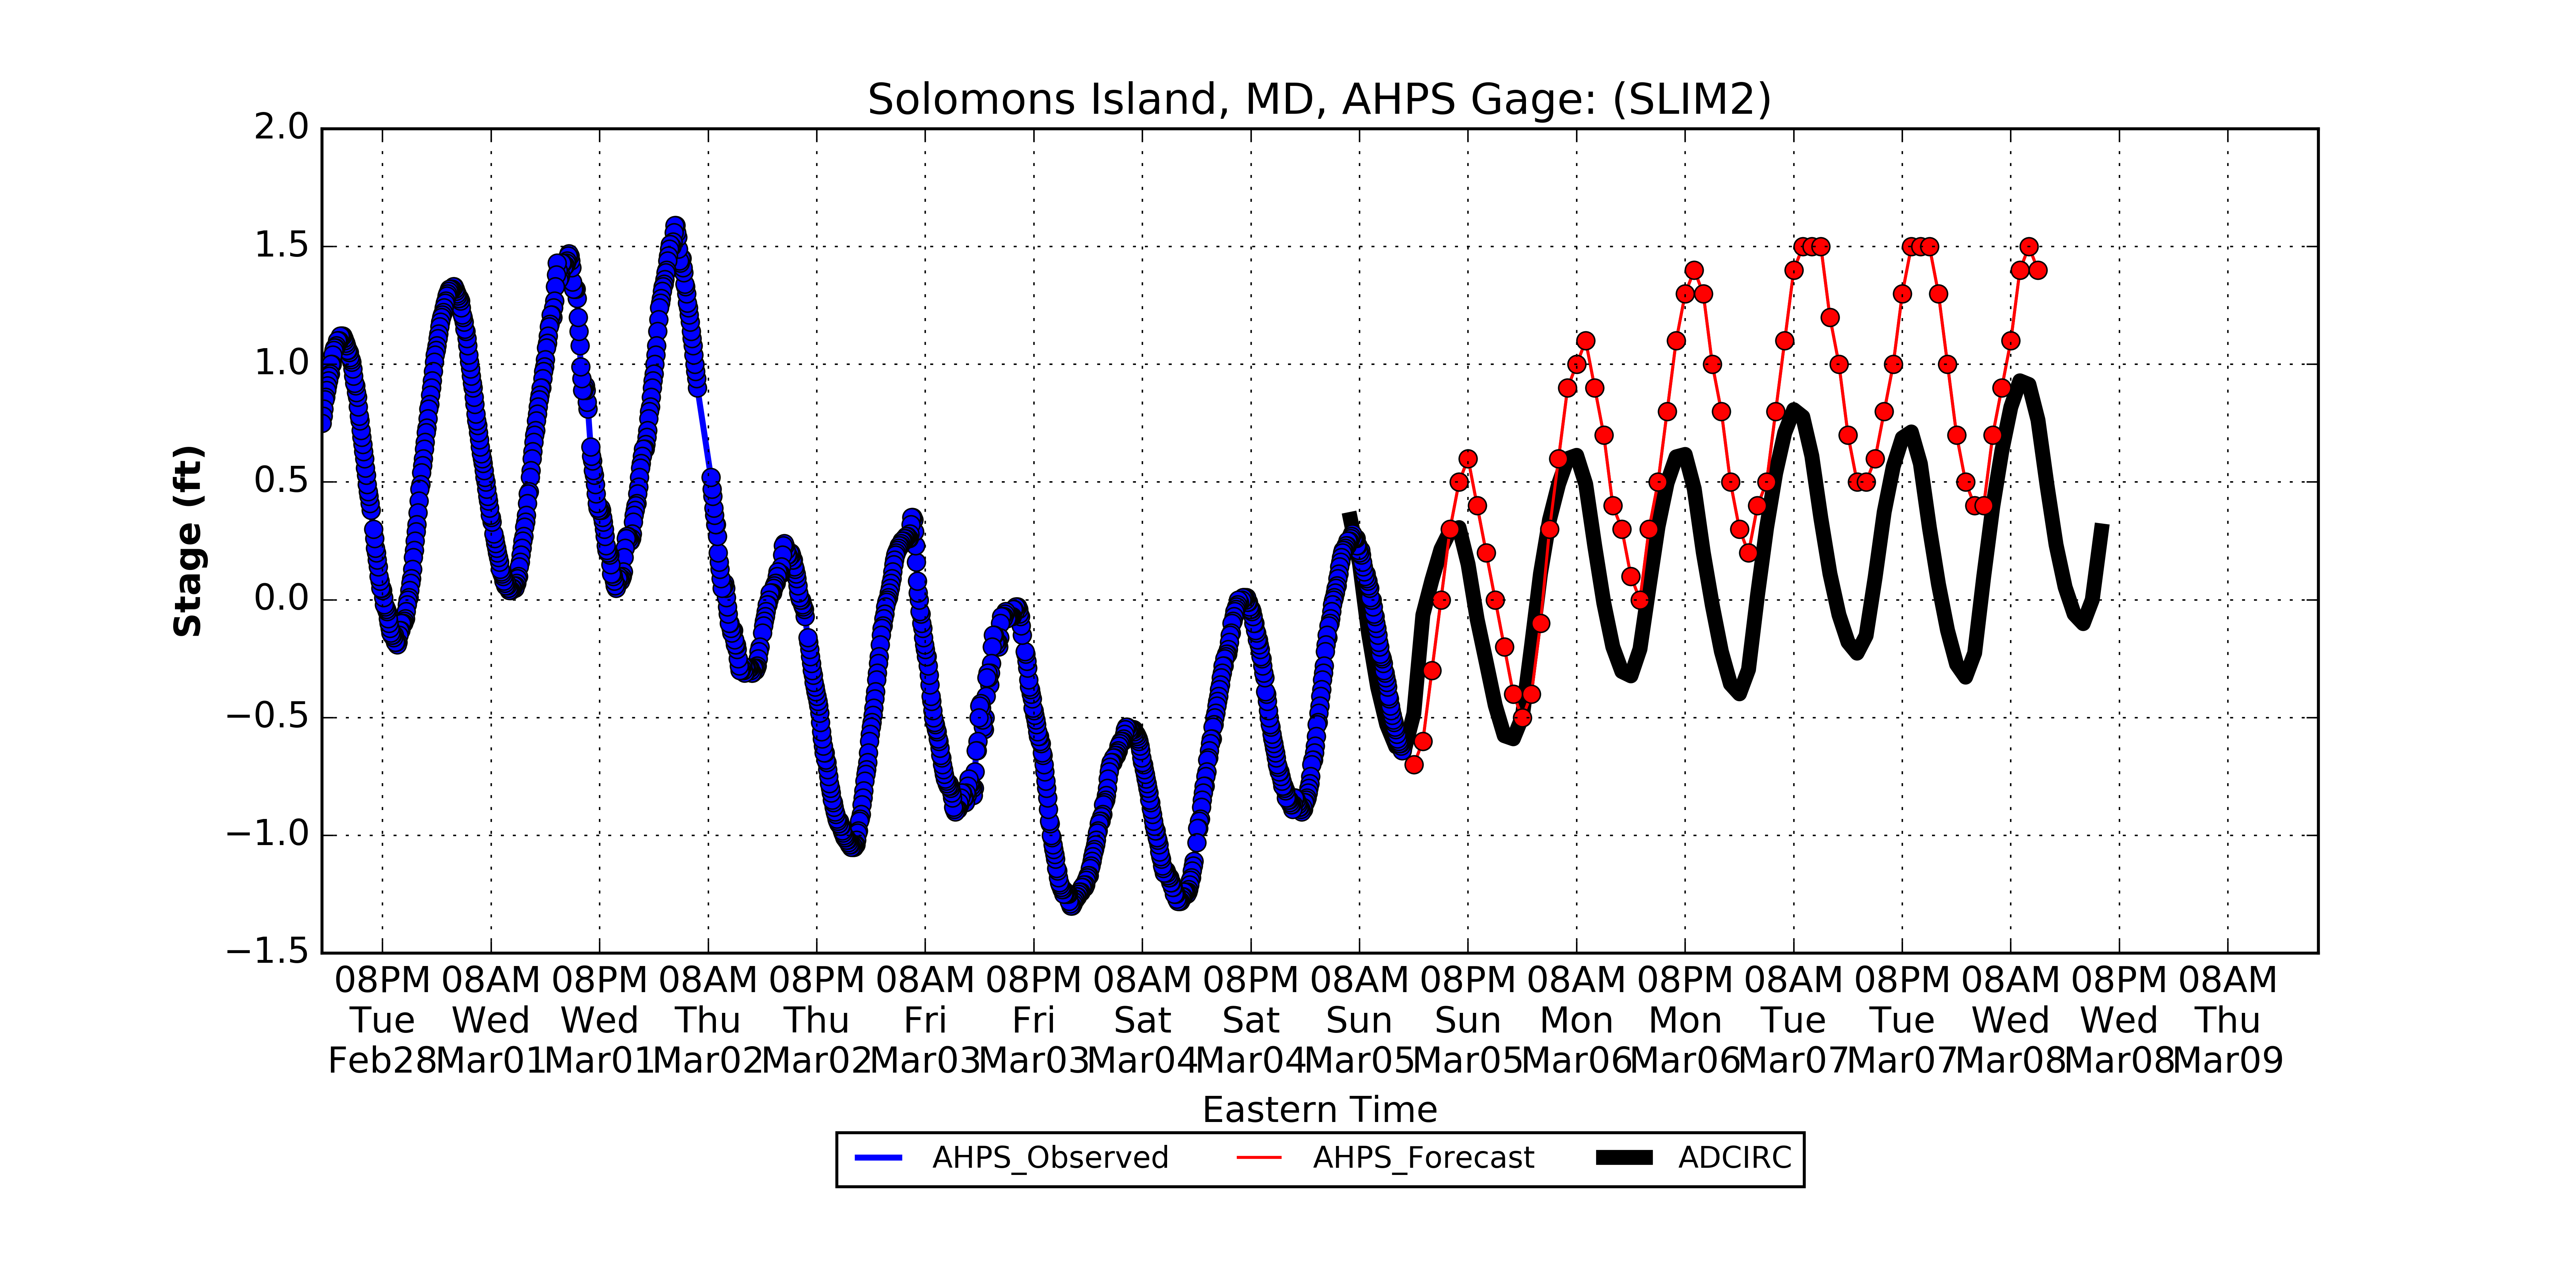 Solomons Island, MD, AHPS Gage: (SLIM2)
2.0
1.5
1.0
0.5
0.0
−0.5
−1.0
−1.5
Stage (ft)
08PM 08AM 08PM 08AM 08PM 08AM 08PM 08AM 08PM 08AM 08PM 08AM 08PM 08AM 08PM 08AM 08PM 08AM
Tue Wed Wed Thu Thu Fri Fri Sat Sat Sun Sun Mon Mon Tue Tue Wed Wed Thu
Feb28 Mar01 Mar01 Mar02 Mar02 Mar03 Mar03 Mar04 Mar04 Mar05 Mar05 Mar06 Mar06 Mar07 Mar07 Mar08 Mar08 Mar09
Eastern Time
AHPS_Observed AHPS_Forecast ADCIRC